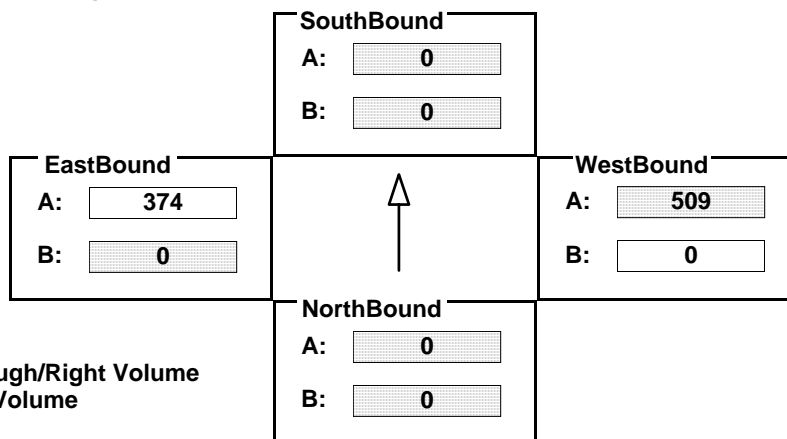 SouthBound
A: 0
B: 0
EastBound
A: 374
B: 0
WestBound
A: 509
B: 0
NorthBound
A: 0
B: 0
ugh/Right Volume
Volume